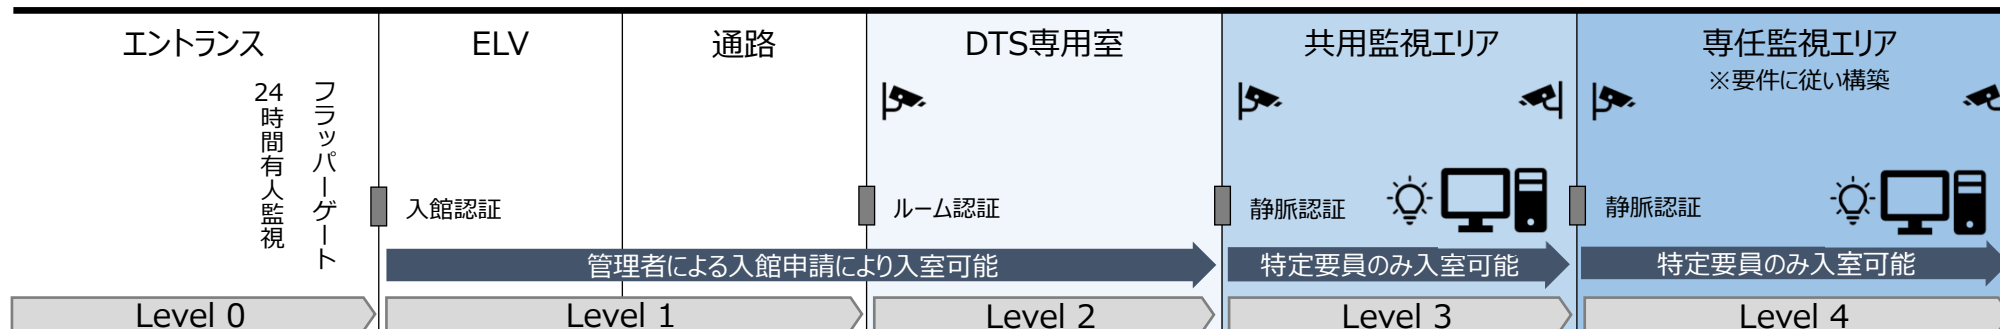 エントランス
ELV
通路
DTS専用室
共用監視エリア
専任監視エリア
※要件に従い構築
フラッパーゲート
24時間有人監視
入館認証
ルーム認証
静脈認証
静脈認証
管理者による入館申請により入室可能
特定要員のみ入室可能
特定要員のみ入室可能
Level 0
Level 1
Level 2
Level 3
Level 4